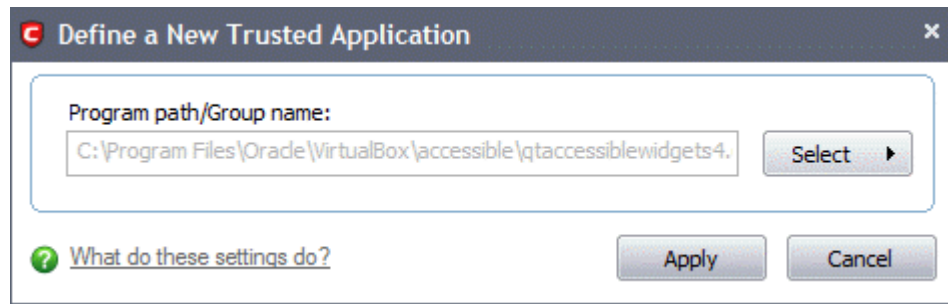 Define a New Trusted Application
Program path/Group name:
C:\Program Files\Oracle\VirtualBox\accessible\qtaccessiblewidgets4.
Select
What do these settings do?
Apply
Cancel